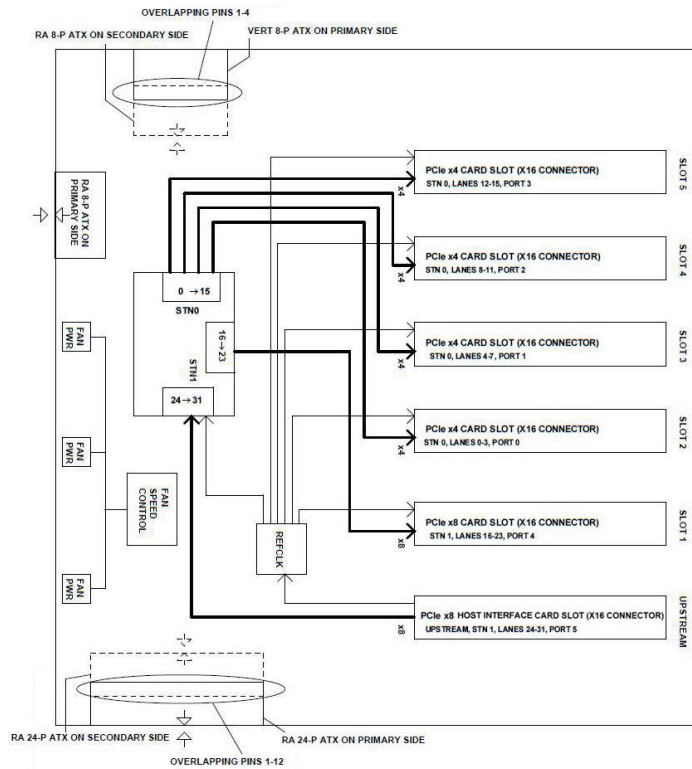 OVERLAPPING PINS 1-4
RA 8-P ATX ON SECONDARY SIDE
VERT 8-P ATX ON PRIMARY SIDE
RA 8-P ATX ON
PRIMARY SIDE
PCIe x4 CARD SLOT (X16 CONNECTOR)
STN 0, LANES 12-15, PORT 3
SLOT 5
x4
PCIe x4 CARD SLOT (X16 CONNECTOR)
STN 0, LANES 8-11, PORT 2
SLOT 4
x4
0 →15
STN0
16→23
STN1
24→31
FAN
PWR
PCIe x4 CARD SLOT (X16 CONNECTOR)
STN 0, LANES 4-7, PORT 1
SLOT 3
x4
PCIe x4 CARD SLOT (X16 CONNECTOR)
STN 0, LANES 0-3, PORT 0
SLOT 2
x4
FAN
PWR
FAN
SPEED
CONTROL
REFCLK
PCIe x8 CARD SLOT (X16 CONNECTOR)
STN 1, LANES 16-23, PORT 4
SLOT 1
x8
FAN
PWR
PCIe x8 HOST INTERFACE CARD SLOT (X16 CONNECTOR)
UPSTREAM, STN 1, LANES 24-31, PORT 5
UPSTREAM
x8
RA 24-P ATX ON SECONDARY SIDE
RA 24-P ATX ON PRIMARY SIDE
OVERLAPPING PINS 1-12